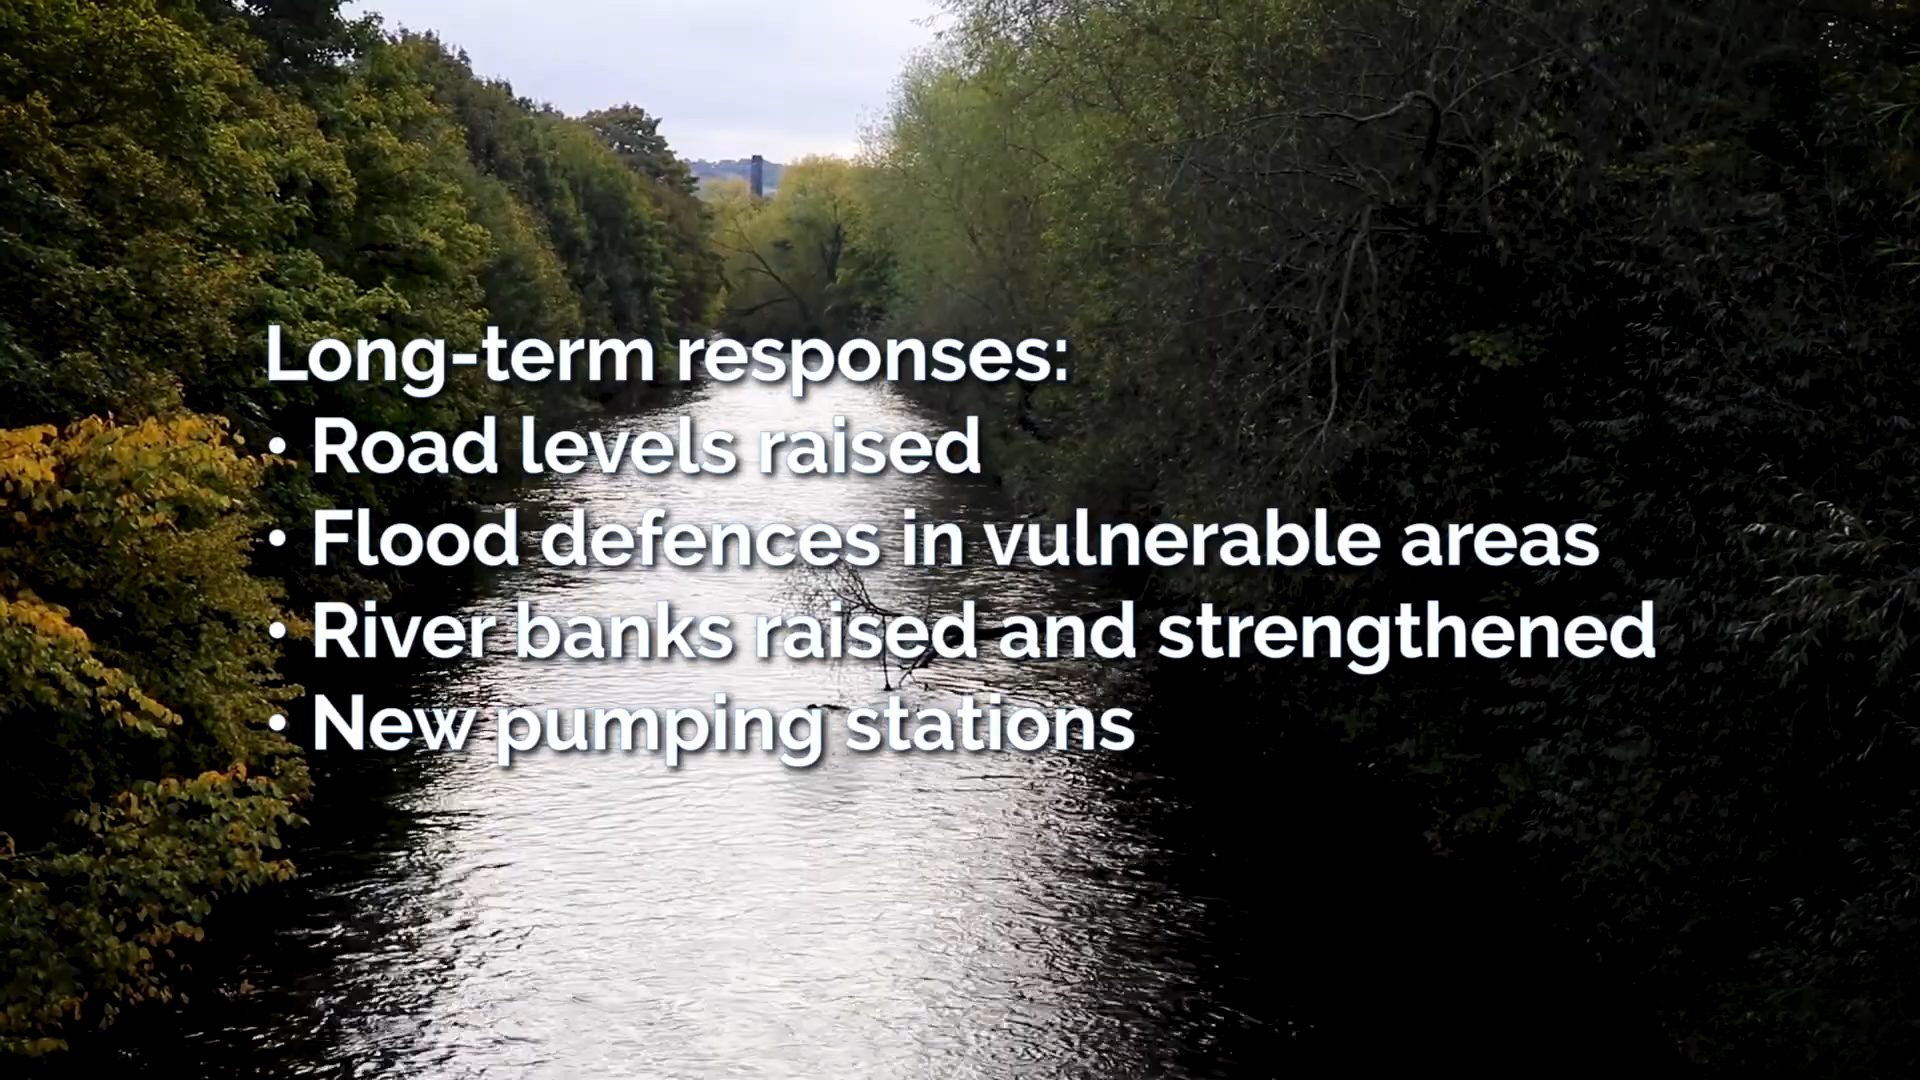 Long-term responses:
• Road levels raised
• Flood defences in vulnerable areas
• River banks raised and strengthened
• New pumping stations